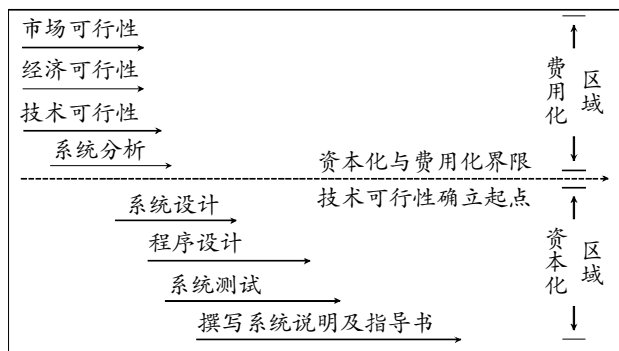 市场可行性
经济可行性
技术可行性
系统分析
费用化
区域
资本化与费用化界限
技术可行性确立起点
系统设计
程序设计
系统测试
撰写系统说明及指导书
资本化
区域